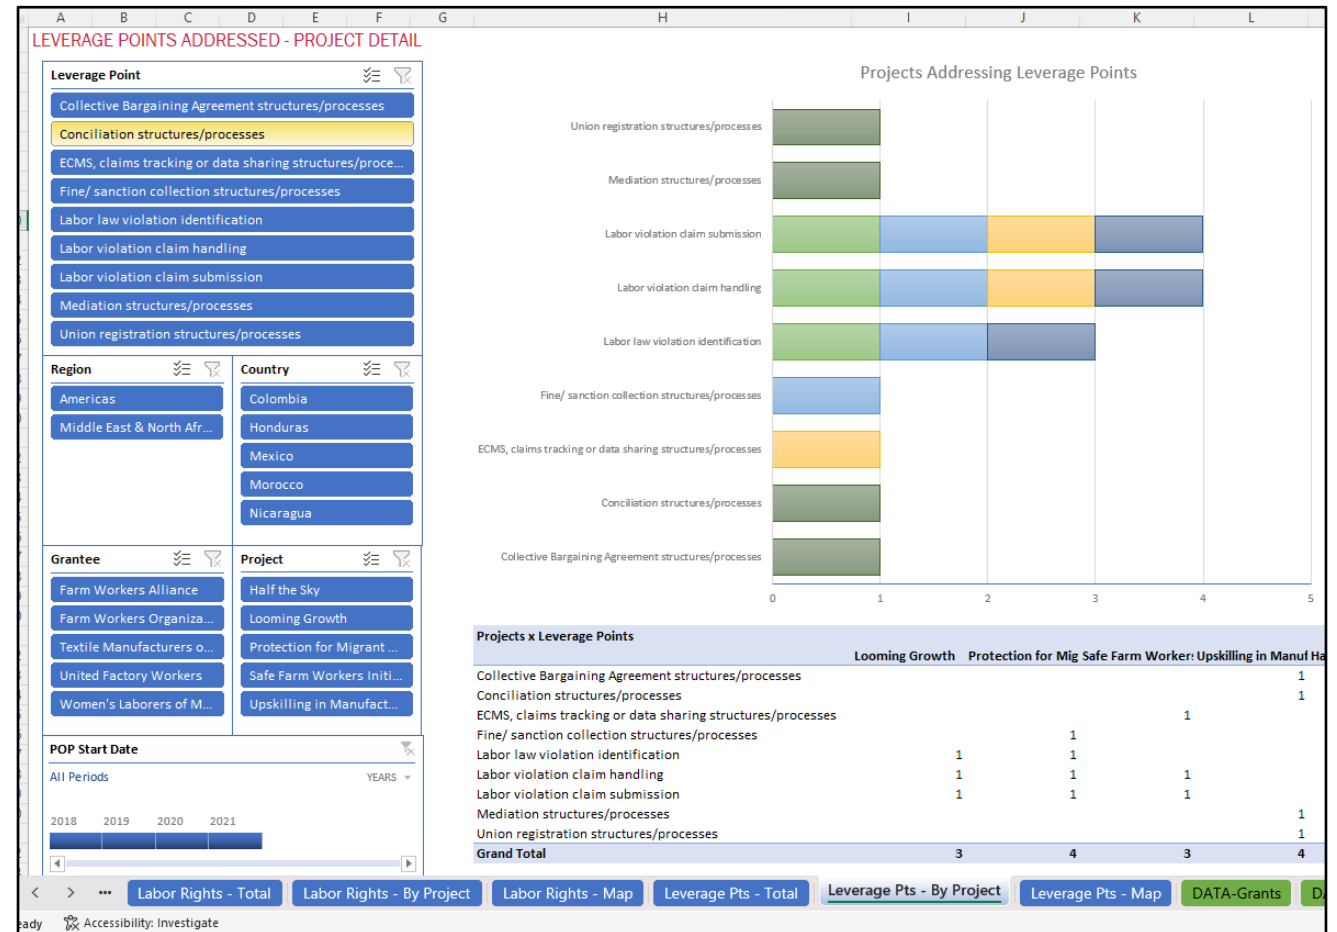 A B C D E F G H I J K L
LEVERAGE POINTS ADDRESSED - PROJECT DETAIL
Leverage Point
Collective Bargaining Agreement structures/processes
Conciliation structures/processes
ECMS, claims tracking or data sharing structures/proce...
Fine/ sanction collection structures/processes
Labor law violation identification
Labor violation claim handling
Labor violation claim submission
Mediation structures/processes
Union registration structures/processes
Region
Americas
Middle East & North Afr...
Country
Colombia
Honduras
Mexico
Morocco
Nicaragua
Grantee
Farm Workers Alliance
Farm Workers Organiza...
Textile Manufacturers o...
United Factory Workers
Women's Laborers of M...
Project
Half the Sky
Looming Growth
Protection for Migrant ...
Safe Farm Workers Initi...
Upskilling in Manufact...
POP Start Date
All Periods YEARS
2018 2019 2020 2021
Projects Addressing Leverage Points
Union registration structures/processes
Mediation structures/processes
Labor violation claim submission
Labor violation claim handling
Labor law violation identification
Fine/ sanction collection structures/processes
ECMS, claims tracking or data sharing structures/processes
Conciliation structures/processes
Collective Bargaining Agreement structures/processes
0 1 2 3 4 5
Projects x Leverage Points
Looming Growth Protection for Mig Safe Farm Worker: Upskilling in Manuf Ha
Collective Bargaining Agreement structures/processes 1
Conciliation structures/processes 1
ECMS, claims tracking or data sharing structures/processes 1
Fine/ sanction collection structures/processes 1
Labor law violation identification 1 1
Labor violation claim handling 1 1 1
Labor violation claim submission 1 1 1
Mediation structures/processes 1
Union registration structures/processes 1
Grand Total 3 4 3 4
... Labor Rights - Total Labor Rights - By Project Labor Rights - Map Leverage Pts - Total Leverage Pts - By Project Leverage Pts - Map DATA-Grants
eady Accessibility: Investigate